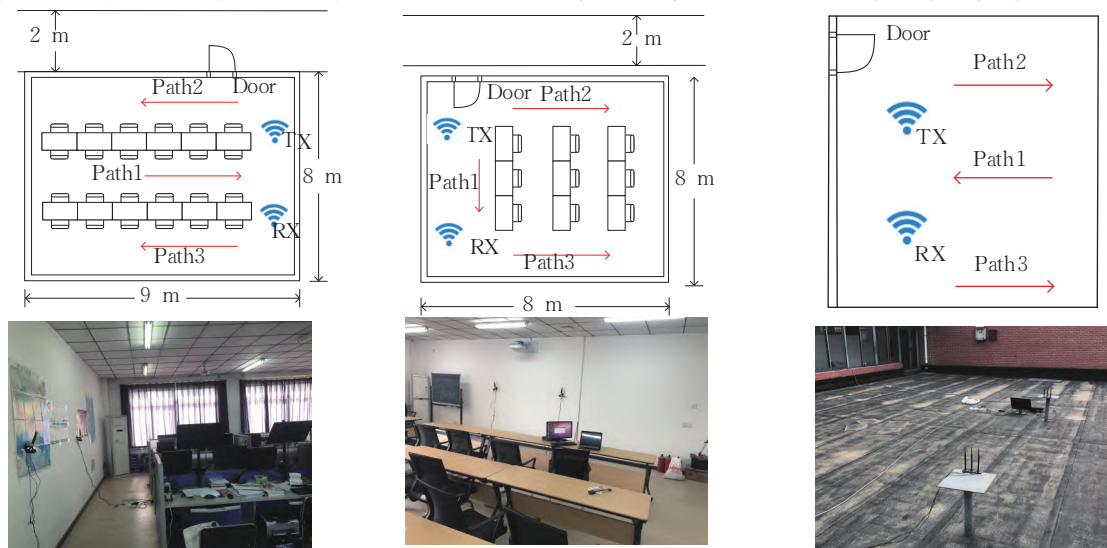 2 m
Path2
Door
TX
Path1
8 m
RX
Path3
9 m
2 m
Door
Path2
TX
Path1
8 m
RX
Path3
8 m
Door
Path2
TX
Path1
RX
Path3